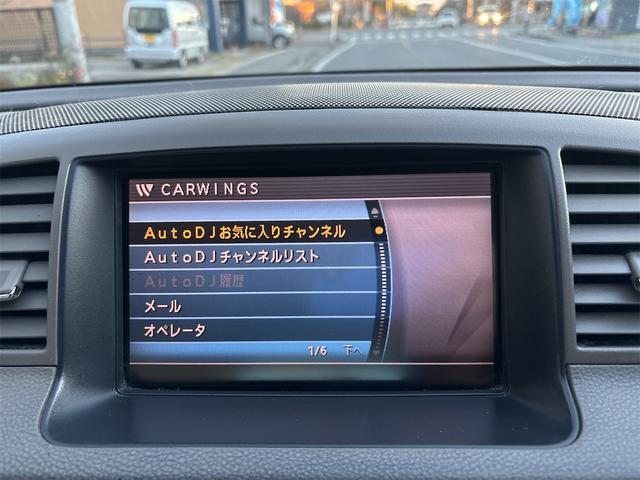 CARWINGS
AutoDJお気に入りチャンネル
AutoDJチャンネルリスト
AutoDJ履歴
メール
オペレータ
1/6 下へ